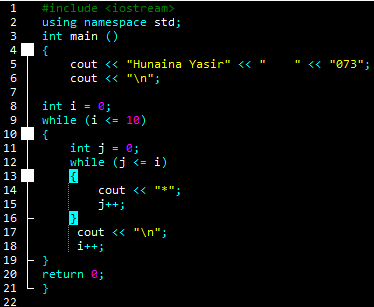 1 #include <iostream>
2 using namespace std;
3 int main ()
4 {
5 cout << "Hunaina Yasir" << "    " << "073";
6 cout << "\n";
7
8 int i = 0;
9 while (i <= 10)
10 {
11 int j = 0;
12 while (j <= i)
13 {
14 cout << "*";
15 j++;
16 }
17 cout << "\n";
18 i++;
19 }
20 return 0;
21 }
22